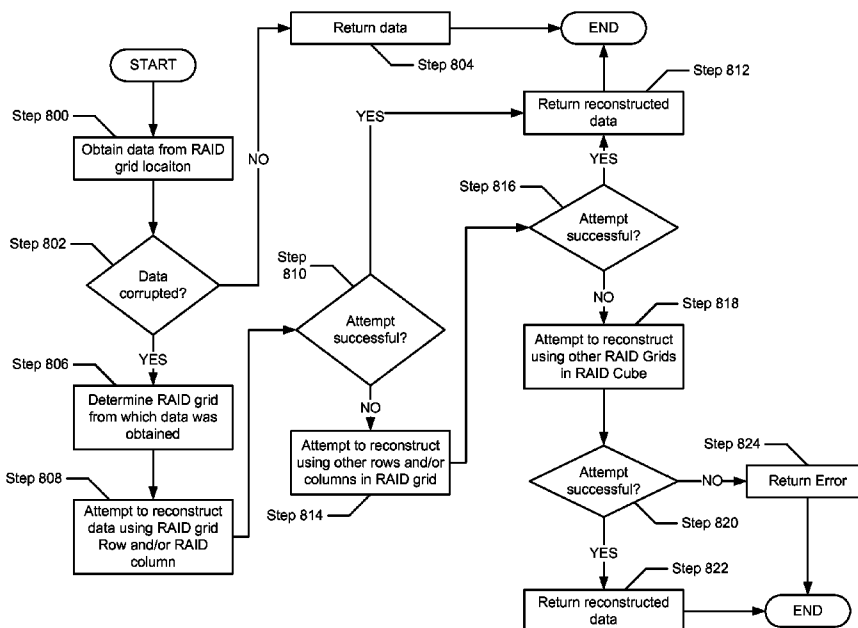 START
Step 800
Obtain data from RAID
grid locaiton
Step 802
Data
corrupted?
NO
Return data
Step 804
END
YES
Step 806
Determine RAID grid
from which data was
obtained
Step 808
Attempt to reconstruct
data using RAID grid
Row and/or RAID
column
Step
810
Attempt
successful?
YES
Return reconstructed
data
Step 812
NO
Attempt to reconstruct
using other rows and/or
columns in RAID grid
Step 814
Step 816
Attempt
successful?
YES
NO
Step 818
Attempt to reconstruct
using other RAID Grids
in RAID Cube
Attempt
successful?
Step 820
NO
Step 824
Return Error
YES
Step 822
Return reconstructed
data
END